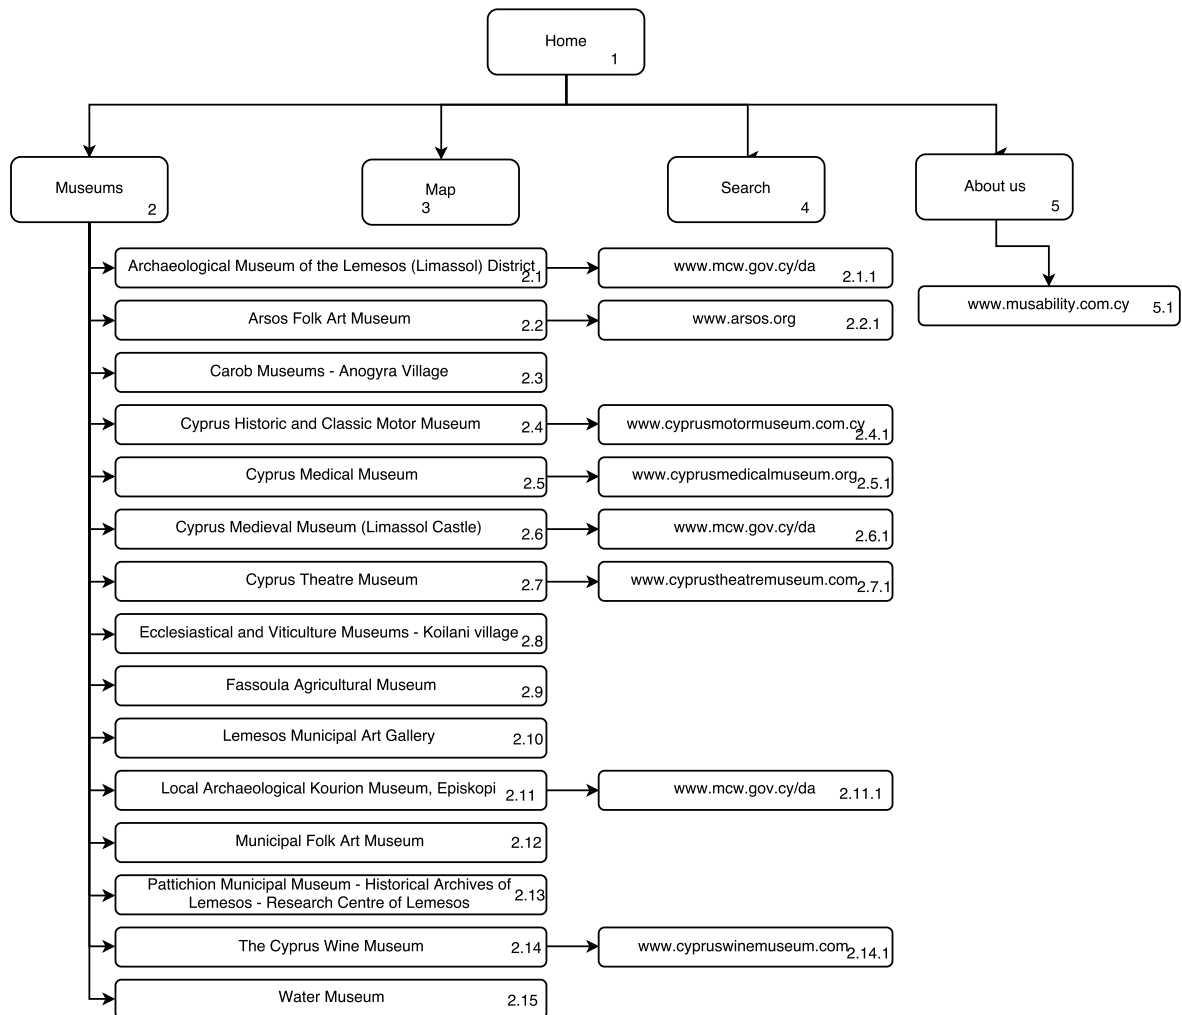 Home
1
Museums
2
Map
3
Search
4
About us
5
Archaeological Museum of the Lemesos (Limassol) District
2.1
www.mcw.gov.cy/da
2.1.1
www.musability.com.cy
5.1
Arsos Folk Art Museum
2.2
www.arsos.org
2.2.1
Carob Museums - Anogyra Village
2.3
Cyprus Historic and Classic Motor Museum
2.4
www.cyprusmotormuseum.com.cy
2.4.1
Cyprus Medical Museum
2.5
www.cyprusmedicalmuseum.org
2.5.1
Cyprus Medieval Museum (Limassol Castle)
2.6
www.mcw.gov.cy/da
2.6.1
Cyprus Theatre Museum
2.7
www.cyprustheatremuseum.com
2.7.1
Ecclesiastical and Viticulture Museums - Koilani village
2.8
Fassoula Agricultural Museum
2.9
Lemesos Municipal Art Gallery
2.10
Local Archaeological Kourion Museum, Episkopi
2.11
www.mcw.gov.cy/da
2.11.1
Municipal Folk Art Museum
2.12
Pattichion Municipal Museum - Historical Archives of
Lemesos - Research Centre of Lemesos
2.13
The Cyprus Wine Museum
2.14
www.cypruswinemuseum.com
2.14.1
Water Museum
2.15